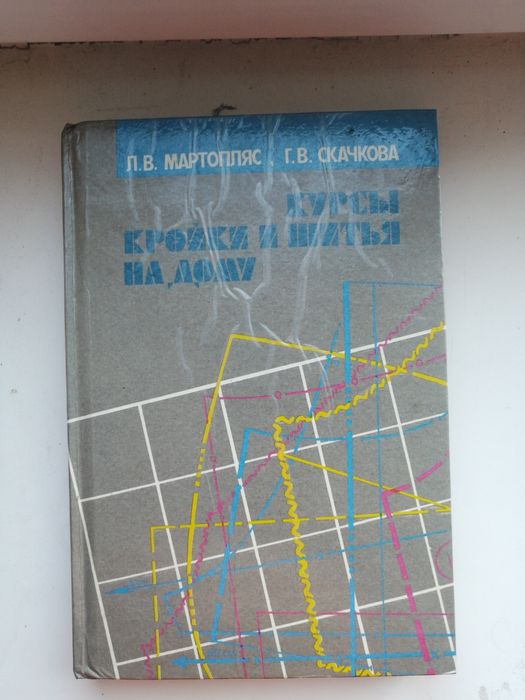 Л.В. МАРТОПЛЯС, Г.В. СКАЧКОВА
КУРСЫ
КРОЙКИ И ШИТЬЯ
НА ДОМУ